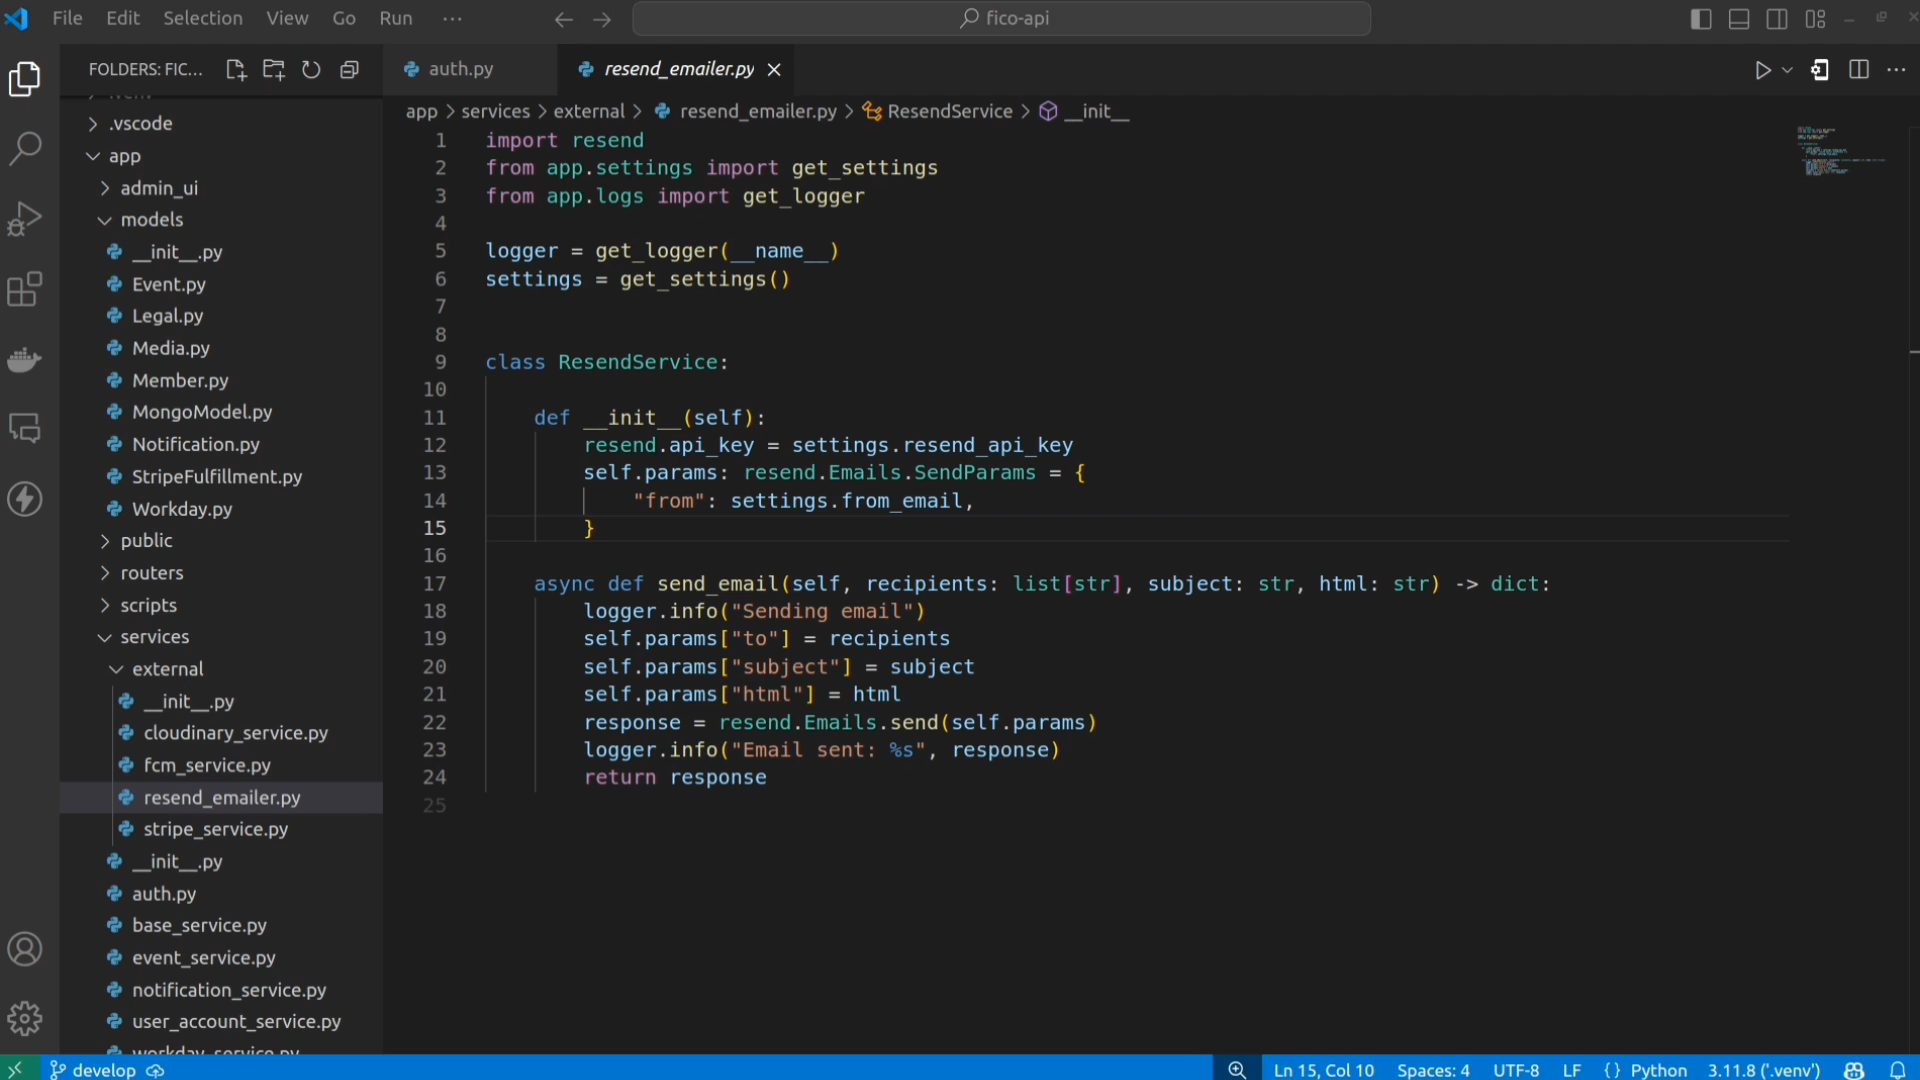 File Edit Selection View Go Run ···
fico-api
FOLDERS: FIC...
auth.py
resend_emailer.py
app > services > external > resend_emailer.py > ResendService > __init__
.vscode
app
admin_ui
models
__init__.py
Event.py
Legal.py
Media.py
Member.py
MongoModel.py
Notification.py
StripeFulfillment.py
Workday.py
public
routers
scripts
services
external
__init__.py
cloudinary_service.py
fcm_service.py
resend_emailer.py
stripe_service.py
__init__.py
auth.py
base_service.py
event_service.py
notification_service.py
user_account_service.py
workday_service.py
1 import resend
2 from app.settings import get_settings
3 from app.logs import get_logger
4
5 logger = get_logger(__name__)
6 settings = get_settings()
7
8
9 class ResendService:
10
11     def __init__(self):
12         resend.api_key = settings.resend_api_key
13         self.params: resend.Emails.SendParams = {
14             "from": settings.from_email,
15         }
16
17     async def send_email(self, recipients: list[str], subject: str, html: str) -> dict:
18         logger.info("Sending email")
19         self.params["to"] = recipients
20         self.params["subject"] = subject
21         self.params["html"] = html
22         response = resend.Emails.send(self.params)
23         logger.info("Email sent: %s", response)
24         return response
25
develop
Ln 15, Col 10 Spaces: 4 UTF-8 LF {} Python 3.11.8 ('.venv')